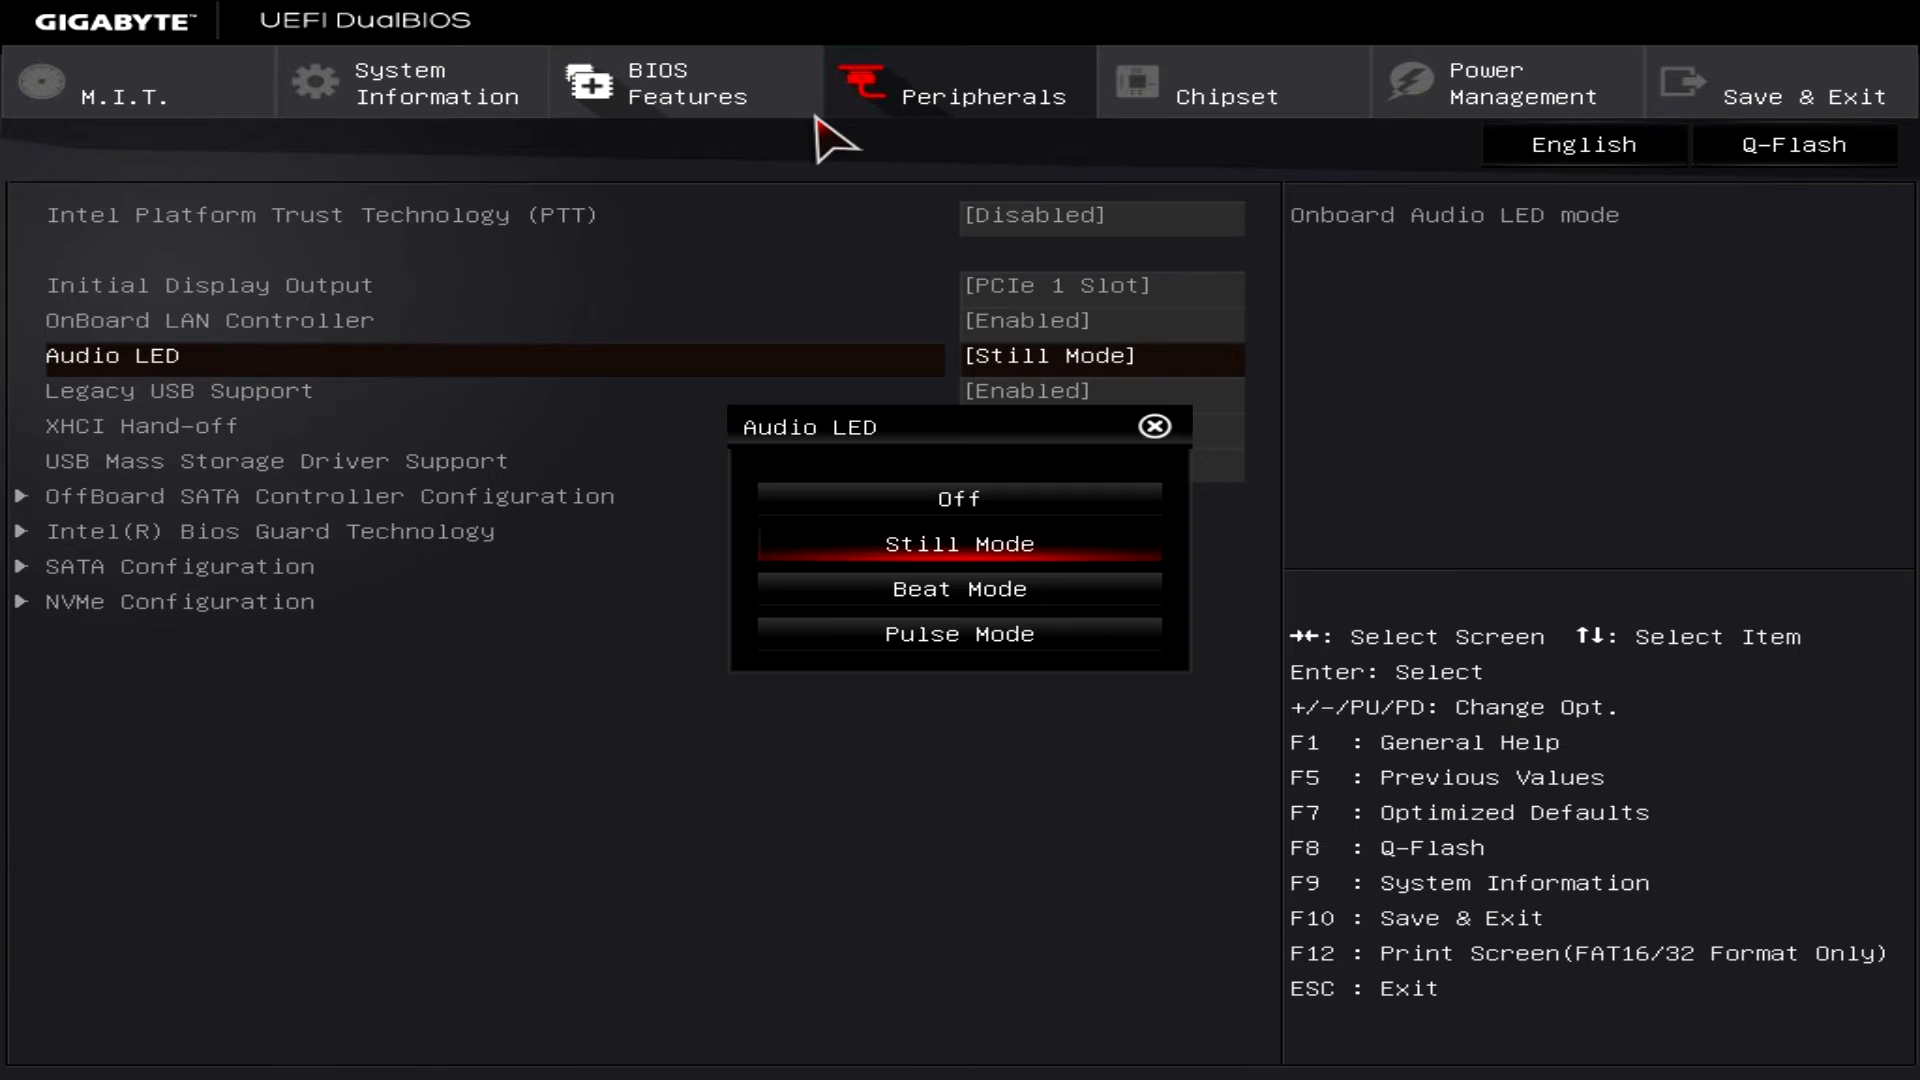 GIGABYTE™ UEFI DualBIOS
M.I.T.
System
Information
BIOS
Features
Peripherals
Chipset
Power
Management
Save & Exit
English
Q-Flash
Intel Platform Trust Technology (PTT) [Disabled]
Initial Display Output [PCIe 1 Slot]
OnBoard LAN Controller [Enabled]
Audio LED [Still Mode]
Legacy USB Support [Enabled]
XHCI Hand-off
USB Mass Storage Driver Support
OffBoard SATA Controller Configuration
Intel(R) Bios Guard Technology
SATA Configuration
NVMe Configuration
Audio LED
Off
Still Mode
Beat Mode
Pulse Mode
Onboard Audio LED mode
→←: Select Screen ↑↓: Select Item
Enter: Select
+/-/PU/PD: Change Opt.
F1 : General Help
F5 : Previous Values
F7 : Optimized Defaults
F8 : Q-Flash
F9 : System Information
F10 : Save & Exit
F12 : Print Screen(FAT16/32 Format Only)
ESC : Exit